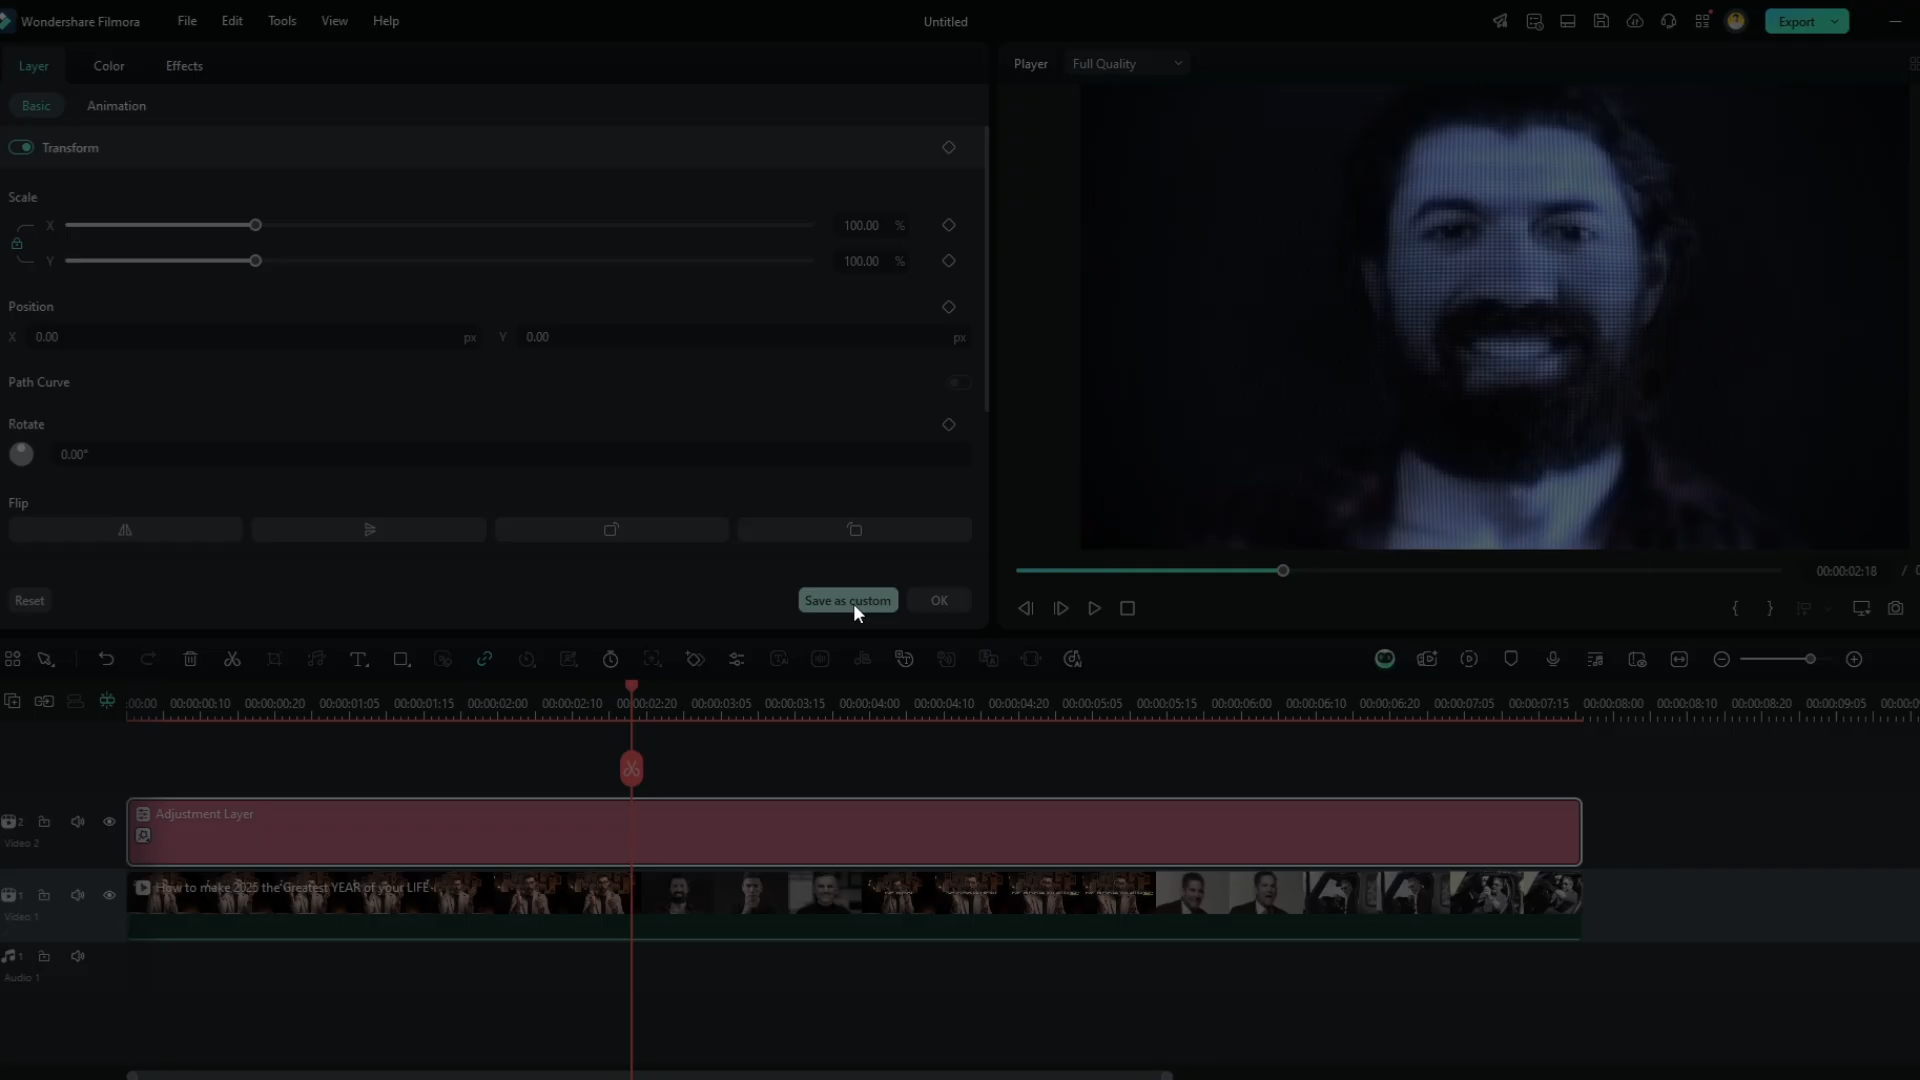 Wondershare Filmora File Edit Tools View Help Untitled Export
Layer Color Effects
Player Full Quality
Basic Animation
Transform
Scale
X 100.00 %
Y 100.00 %
Position
X 0.00 px Y 0.00 px
Path Curve
Rotate
0.00°
Flip
00:00:02:18 /
Reset Save as custom OK
:00:00 00:00:00:10 00:00:00:20 00:00:01:05 00:00:01:15 00:00:02:00 00:00:02:10 00:00:02:20 00:00:03:05 00:00:03:15 00:00:04:00 00:00:04:10 00:00:04:20 00:00:05:05 00:00:05:15 00:00:06:00 00:00:06:10 00:00:06:20 00:00:07:05 00:00:07:15 00:00:08:00 00:00:08:10 00:00:08:20 00:00:09:05
Adjustment Layer
2
Video 2
How to make 2025 the Greatest YEAR of your LIFE
1
Video 1
1
Audio 1